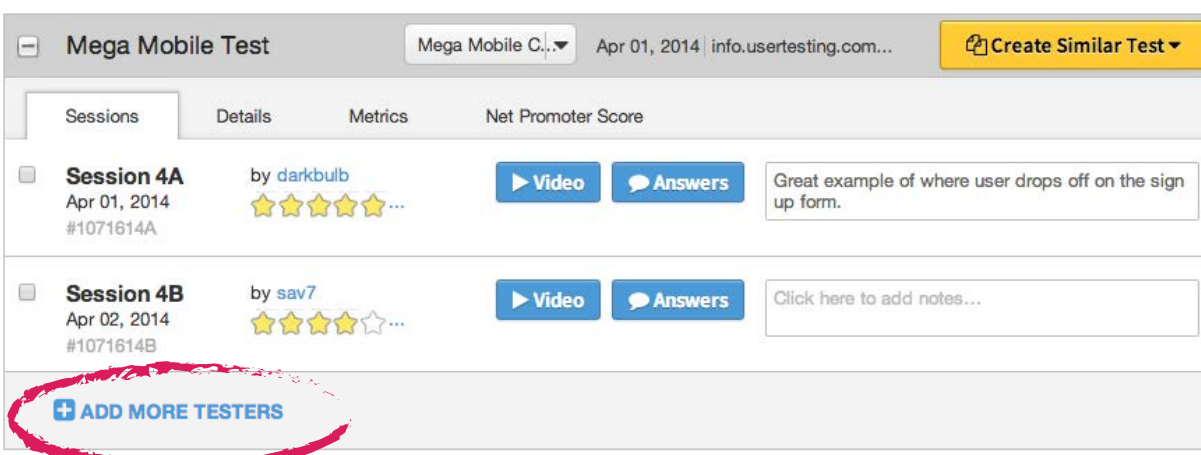 Mega Mobile Test
Mega Mobile C...
Apr 01, 2014
info.usertesting.com...
Create Similar Test
Sessions
Details
Metrics
Net Promoter Score
Session 4A
Apr 01, 2014
#1071614A
by darkbulb
...
Video
Answers
Great example of where user drops off on the sign
up form.
Session 4B
Apr 02, 2014
#1071614B
by sav7
...
Video
Answers
Click here to add notes...
ADD MORE TESTERS